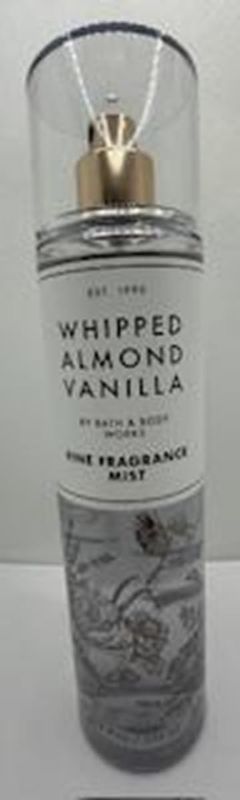 EST. 1990
WHIPPED
ALMOND
VANILLA
BY BATH & BODY
WORKS
FINE FRAGRANCE
MIST